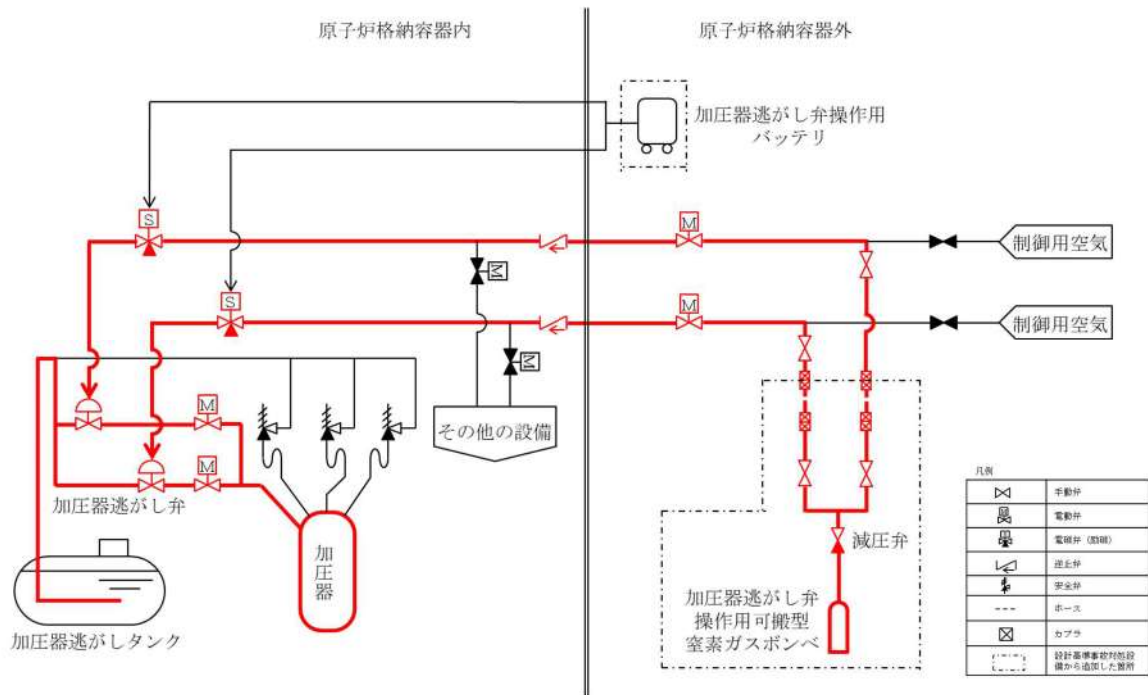 原子炉格納容器内
原子炉格納容器外
加圧器逃がし弁操作用
バッテリ
S
M
制御用空気
M
S
M
制御用空気
M
M
その他の設備
M
加圧器逃がし弁
加圧器
減圧弁
加圧器逃がし弁
操作用可搬型
窒素ガスボンベ
加圧器逃がしタンク
凡例
手動弁
電動弁
電磁弁（励磁）
逆止弁
安全弁
ホース
カプラ
設計基準事故対処設
備から追加した箇所